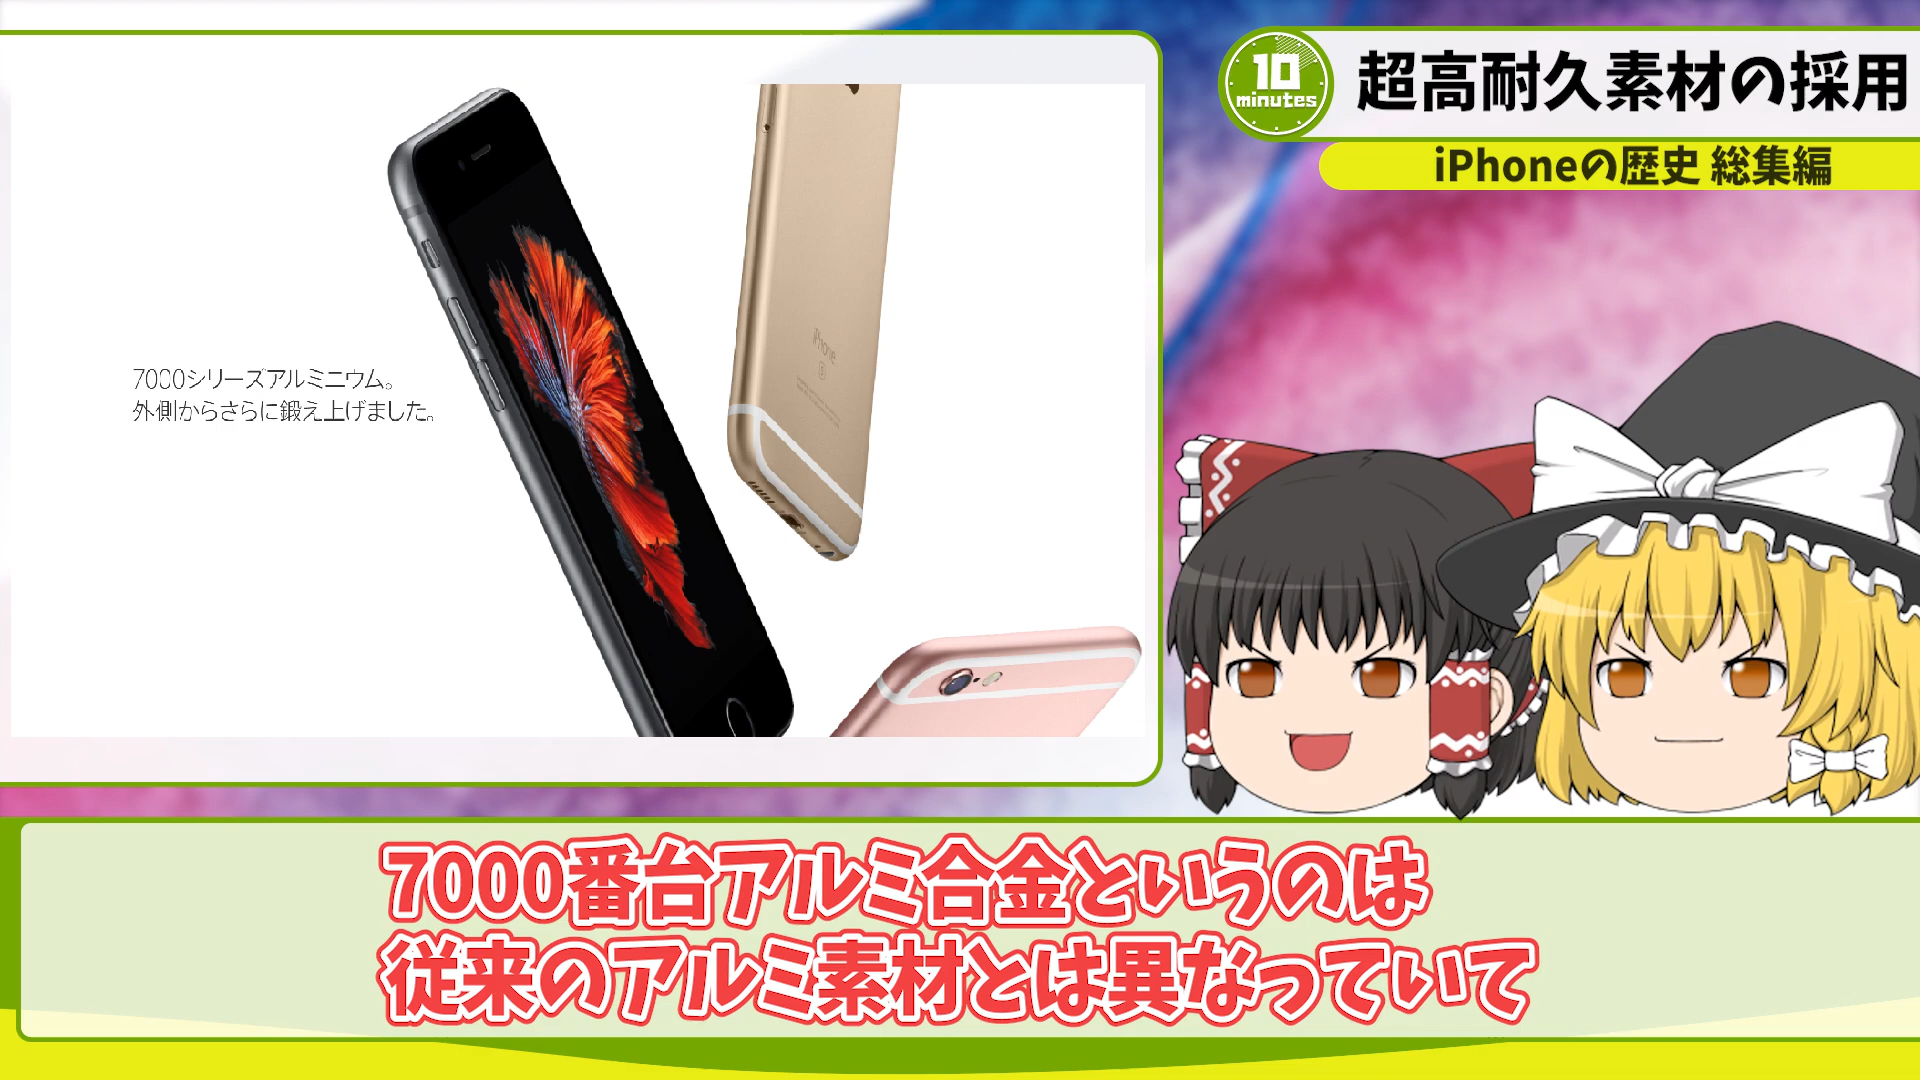 10
minutes
超高耐久素材の採用
iPhoneの歴史 総集編
7000シリーズアルミニウム。
外側からさらに鍛え上げました。
iPhone
S
7000番台アルミ合金というのは
従来のアルミ素材とは異なっていて